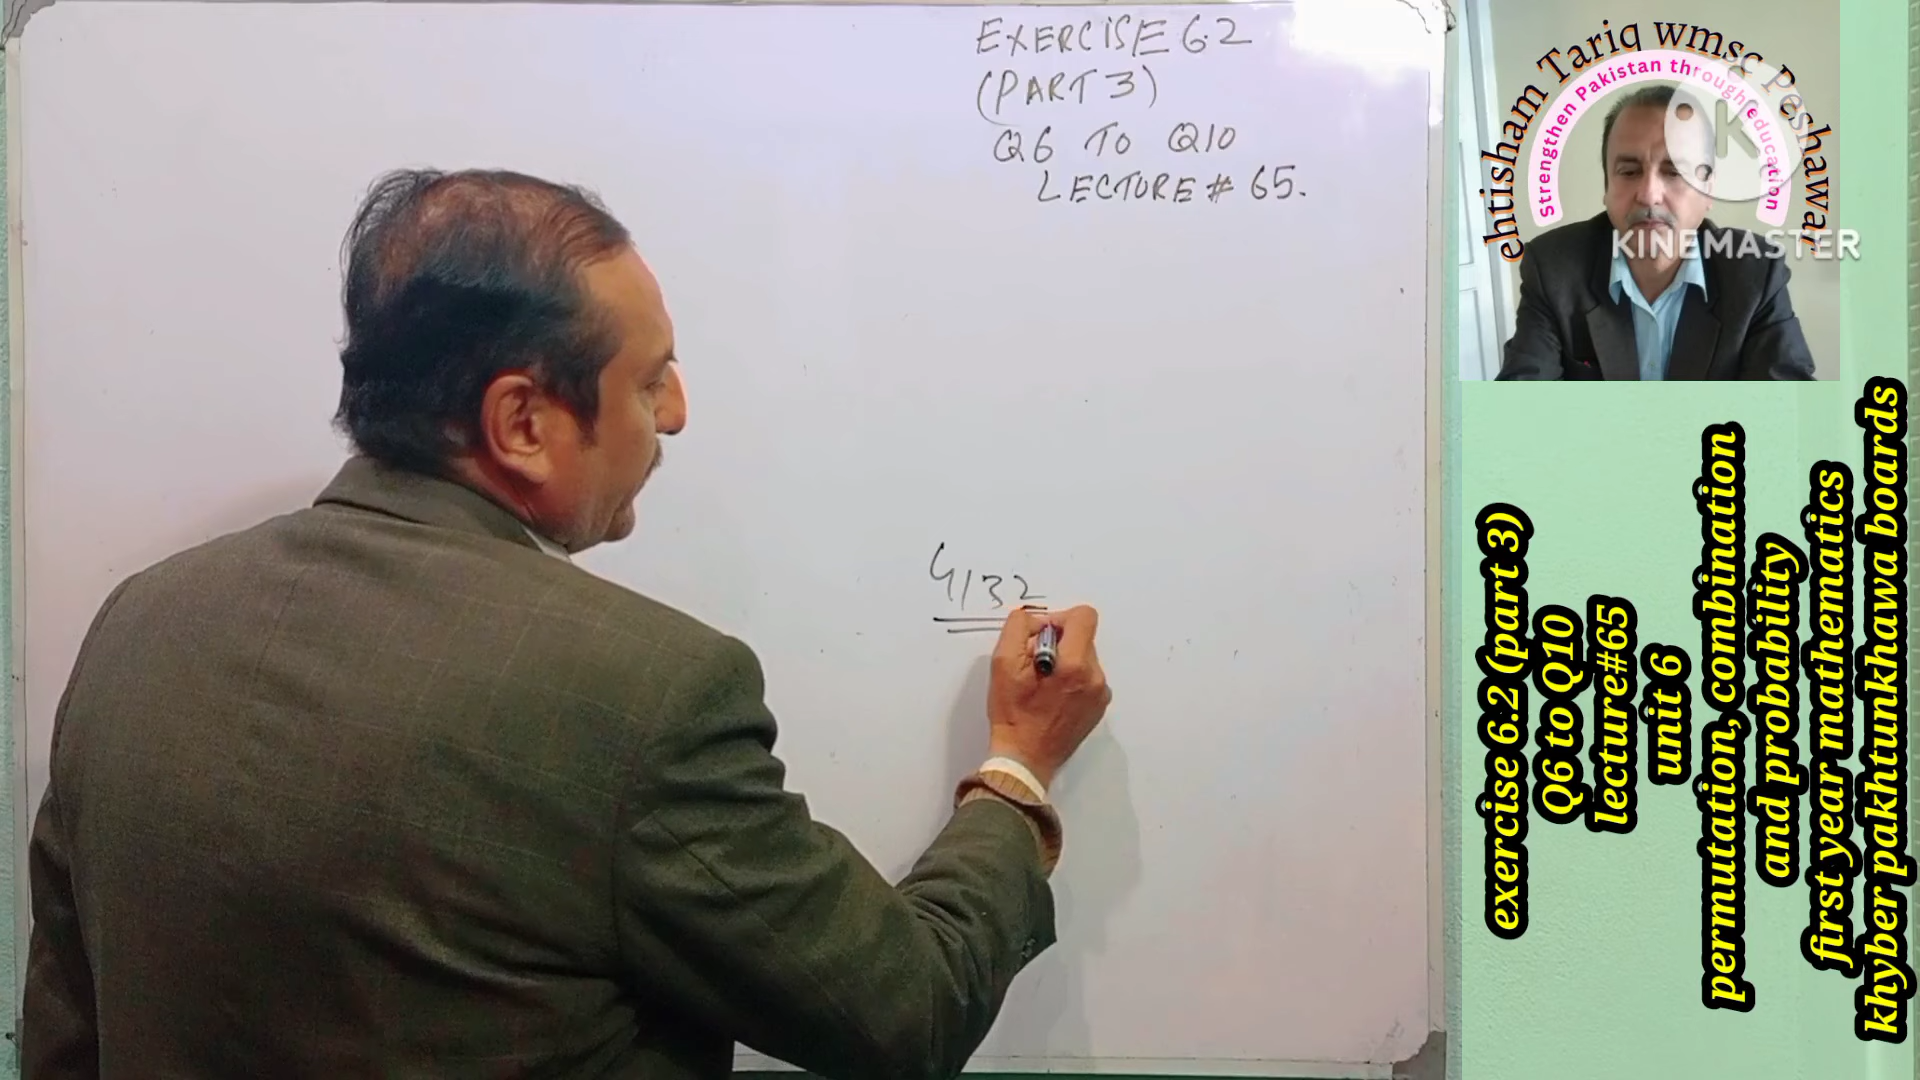 EXERCISE 6.2
(PART 3)
Q6 TO Q10
LECTURE # 65.
4132
ehtisham Tariq wmsc Peshawar
Strengthen Pakistan through education
K
KINEMASTER
exercise 6.2 (part 3)
Q6 to Q10
lecture#65
unit 6
permutation, combination
and probability
first year mathematics
khyber pakhtunkhawa boards